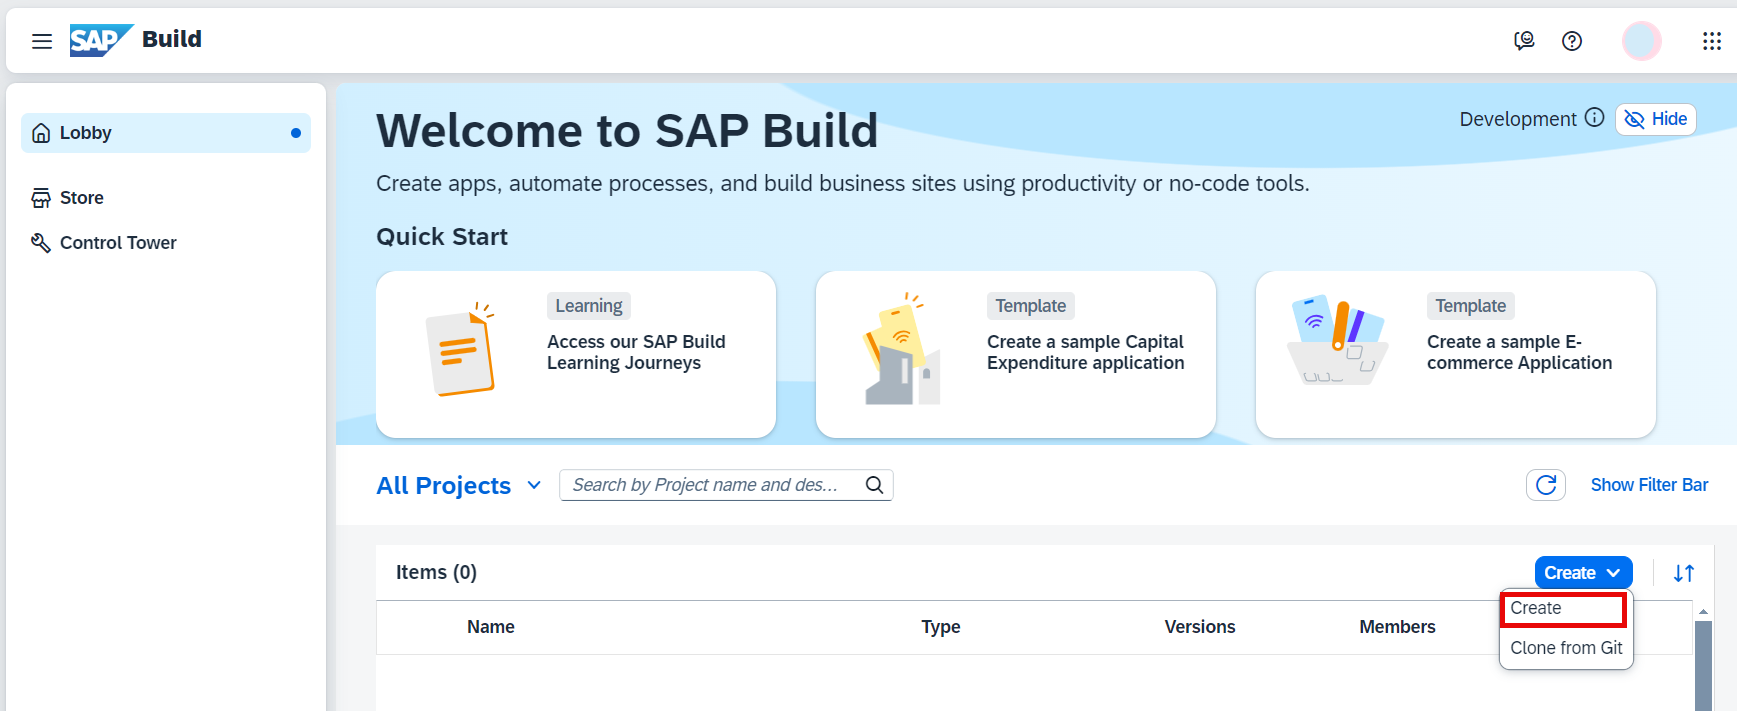 SAP Build
Lobby
Store
Control Tower
Welcome to SAP Build
Development
Hide
Create apps, automate processes, and build business sites using productivity or no-code tools.
Quick Start
Learning
Access our SAP Build
Learning Journeys
Template
Create a sample Capital
Expenditure application
Template
Create a sample E-
commerce Application
All Projects
Search by Project name and des...
Show Filter Bar
Items (0)
Create
Create
Clone from Git
Name Type Versions Members